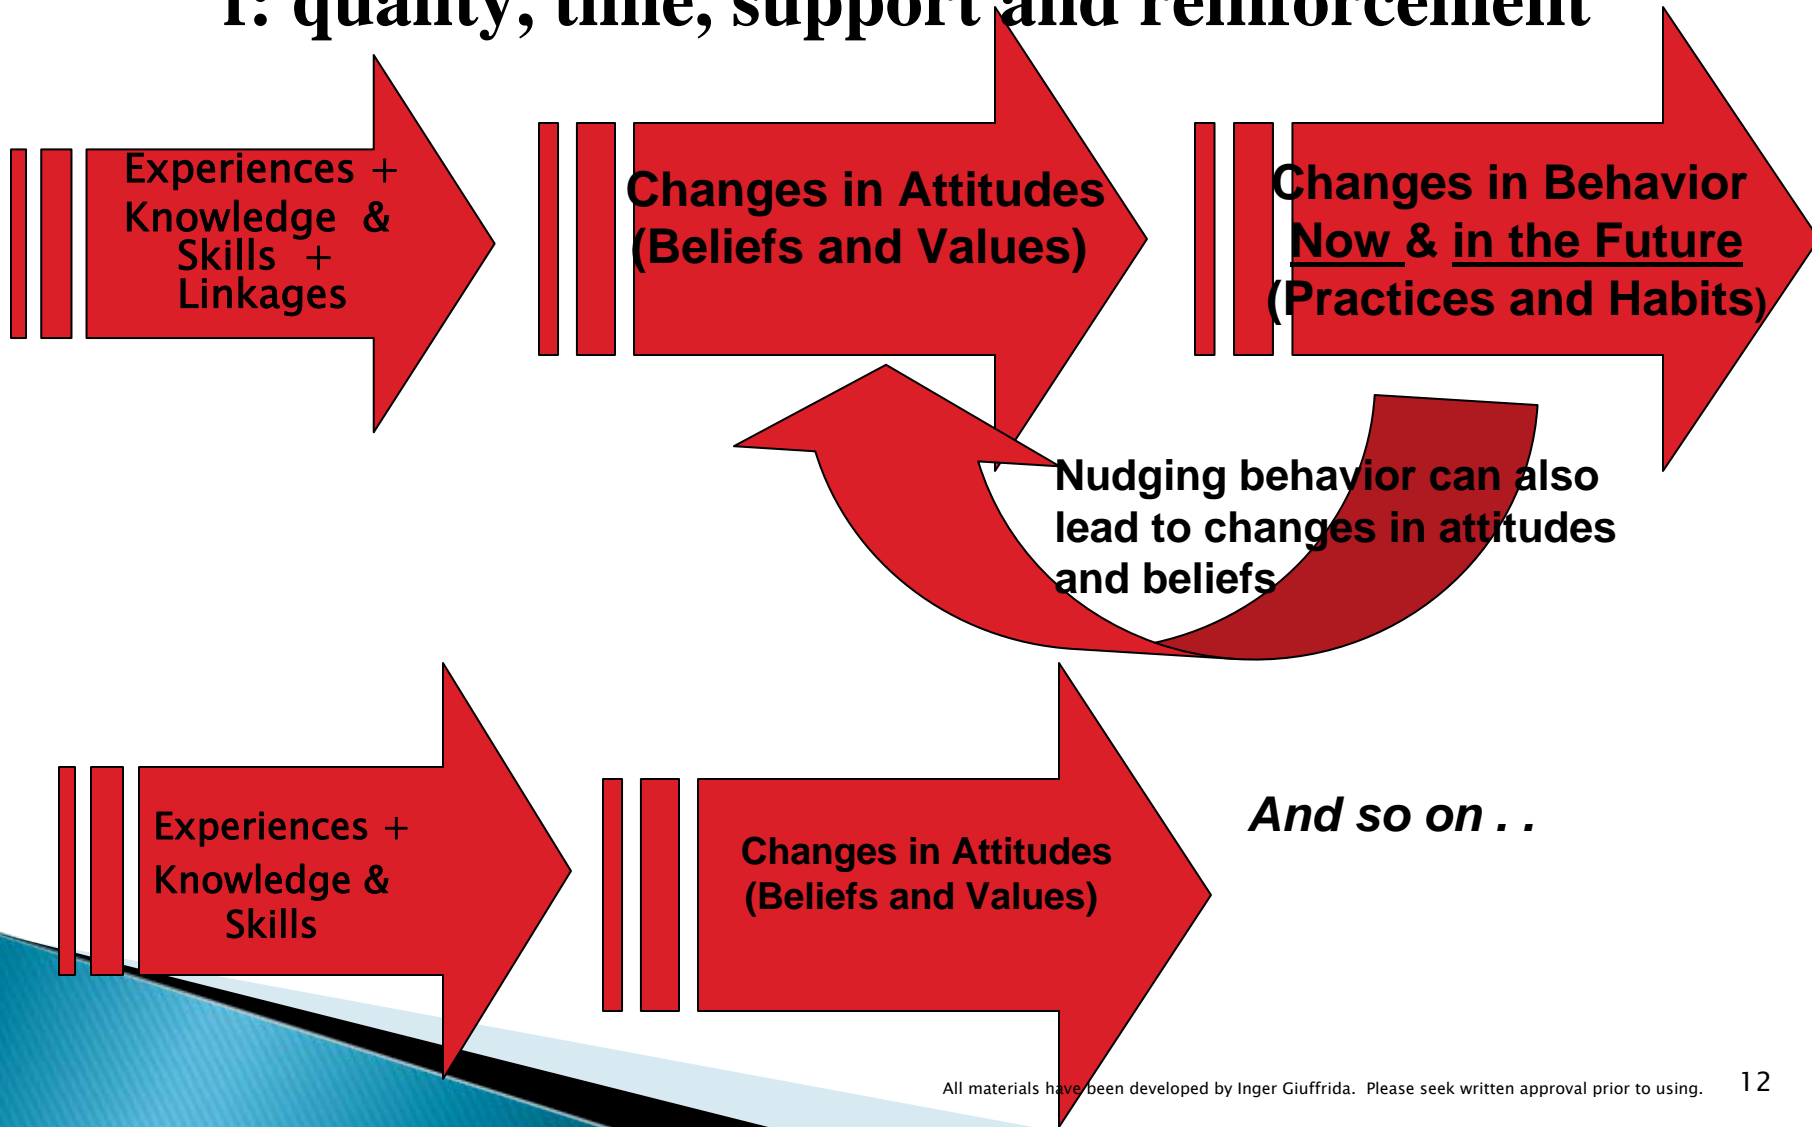 f: quality, time, support and reinforcement
Experiences +
Knowledge &
Skills +
Linkages
Changes in Attitudes
(Beliefs and Values)
Changes in Behavior
Now & in the Future
(Practices and Habits)
Nudging behavior can also
lead to changes in attitudes
and beliefs
Experiences +
Knowledge &
Skills
Changes in Attitudes
(Beliefs and Values)
And so on . .
All materials have been developed by Inger Giuffrida. Please seek written approval prior to using.
12